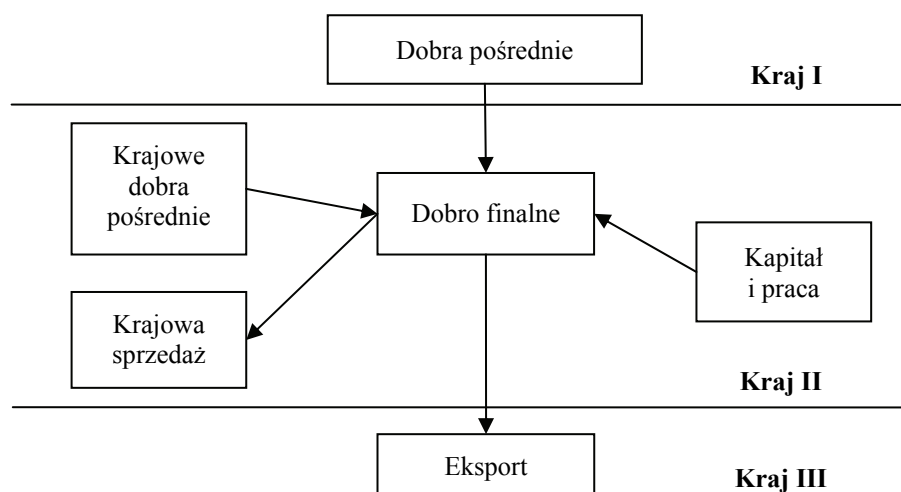 Dobra pośrednie
Kraj I
Krajowe
dobra
pośrednie
Dobro finalne
Kapitał
i praca
Krajowa
sprzedaż
Kraj II
Eksport
Kraj III